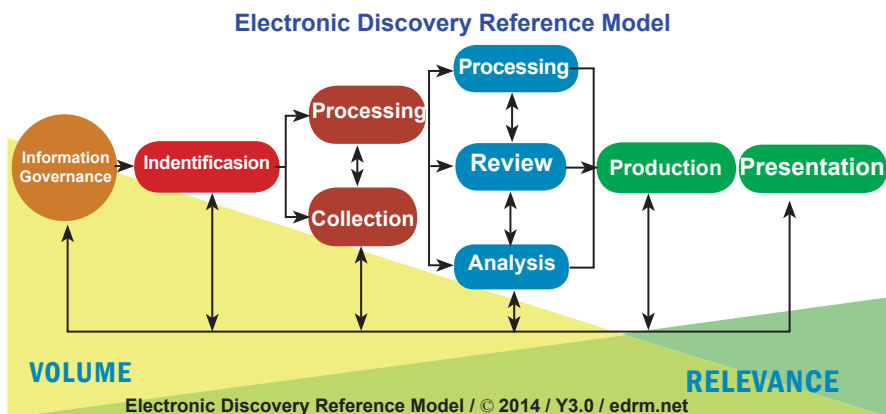 Electronic Discovery Reference Model
Information
Governance
Indentificasion
Processing
Collection
Processing
Review
Analysis
Production
Presentation
VOLUME
RELEVANCE
Electronic Discovery Reference Model / © 2014 / Y3.0 / edrm.net